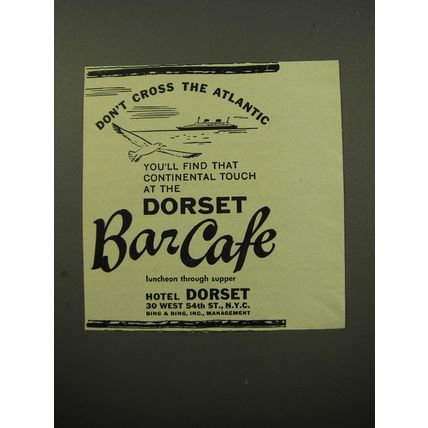 DON'T CROSS THE ATLANTIC
YOU'LL FIND THAT
CONTINENTAL TOUCH
AT THE
DORSET
Bar Cafe
luncheon through supper
HOTEL DORSET
30 WEST 54th ST., N.Y.C.
BING & BING, INC., MANAGEMENT